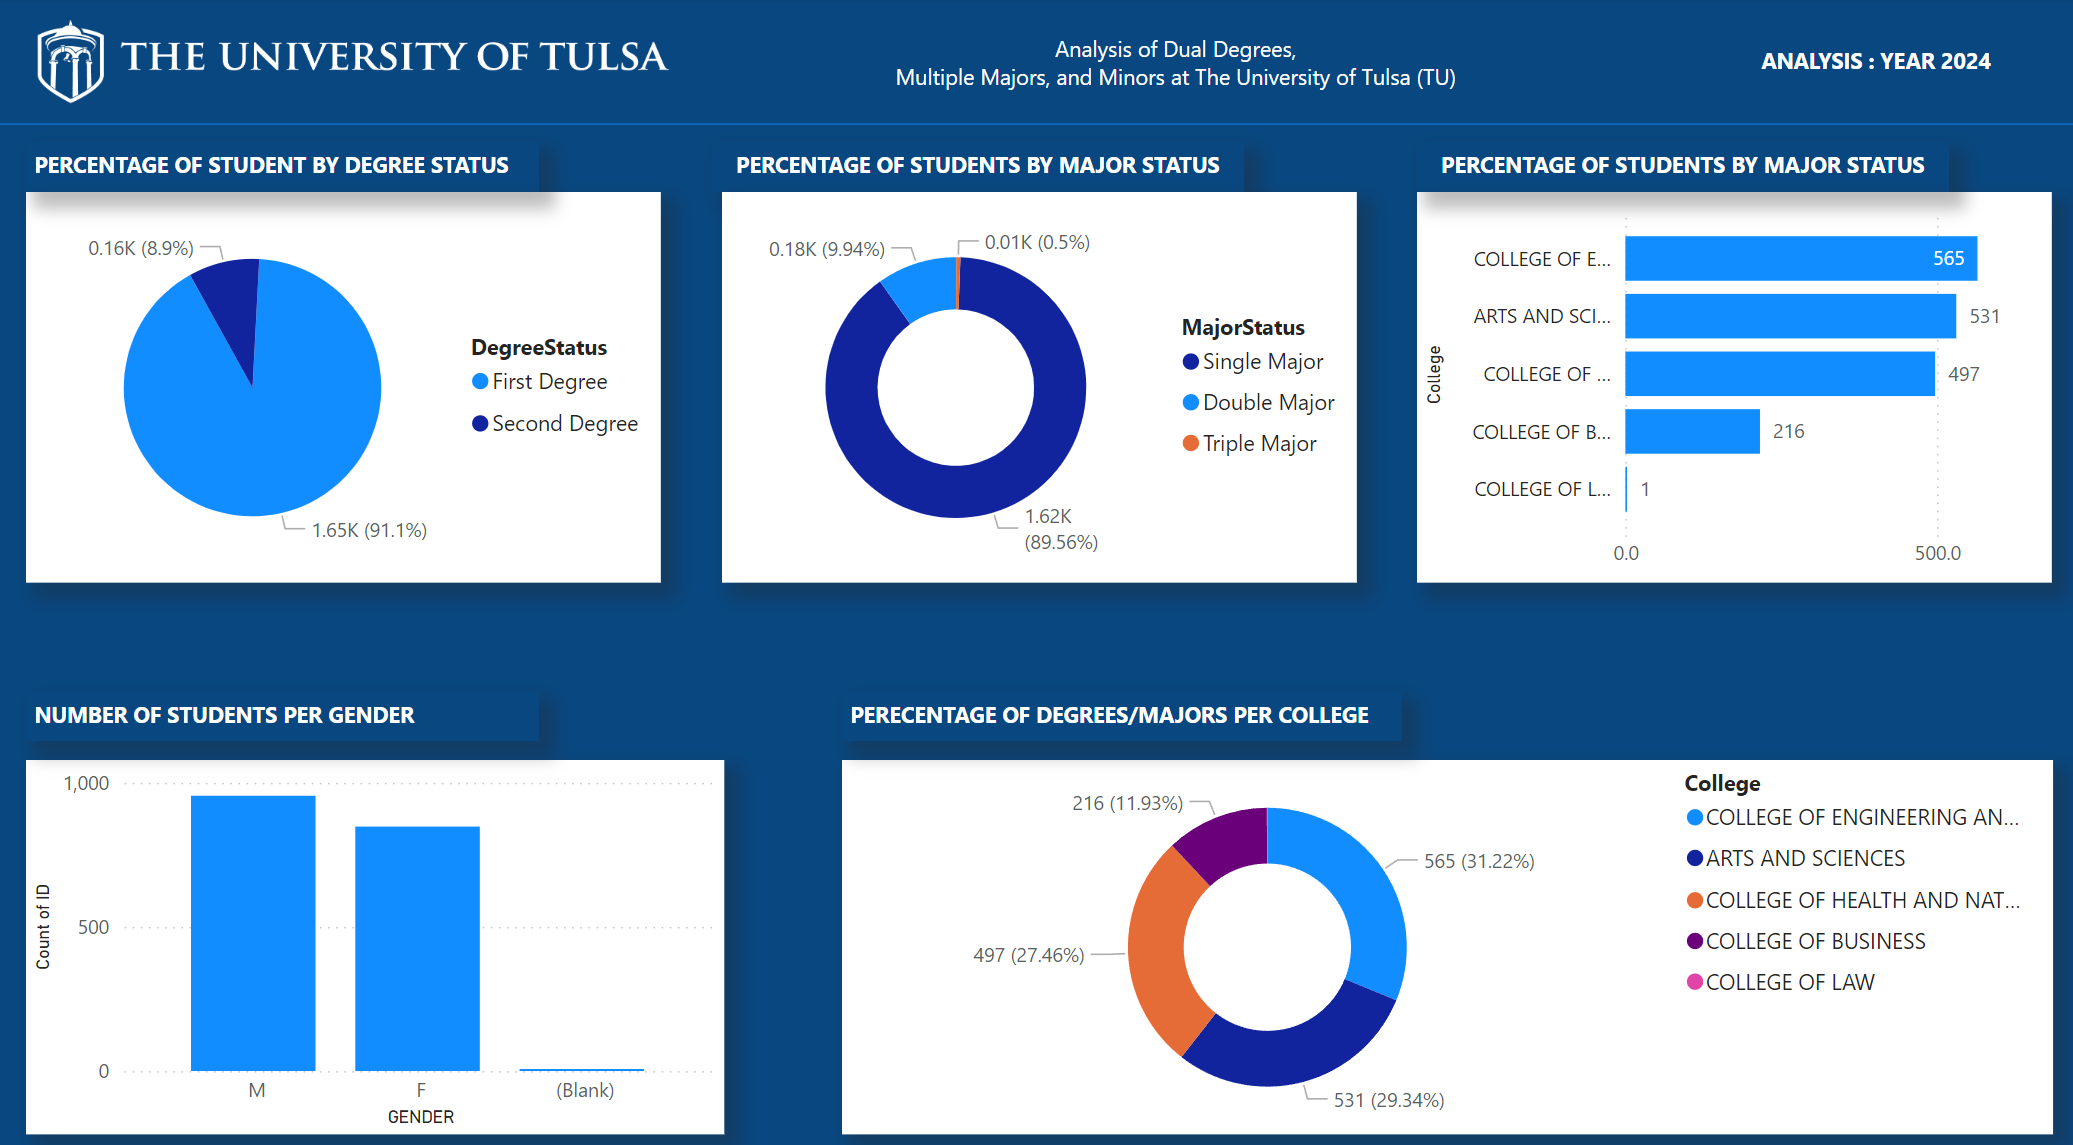 THE UNIVERSITY OF TULSA
Analysis of Dual Degrees,
Multiple Majors, and Minors at The University of Tulsa (TU)
ANALYSIS : YEAR 2024
PERCENTAGE OF STUDENT BY DEGREE STATUS
0.16K (8.9%)
1.65K (91.1%)
DegreeStatus
First Degree
Second Degree
PERCENTAGE OF STUDENTS BY MAJOR STATUS
0.18K (9.94%)
0.01K (0.5%)
1.62K
(89.56%)
MajorStatus
Single Major
Double Major
Triple Major
PERCENTAGE OF STUDENTS BY MAJOR STATUS
College
COLLEGE OF E...
565
ARTS AND SCI...
531
COLLEGE OF ...
497
COLLEGE OF B...
216
COLLEGE OF L...
1
0.0
500.0
NUMBER OF STUDENTS PER GENDER
Count of ID
1,000
500
0
M
F
(Blank)
GENDER
PERECENTAGE OF DEGREES/MAJORS PER COLLEGE
216 (11.93%)
565 (31.22%)
497 (27.46%)
531 (29.34%)
College
COLLEGE OF ENGINEERING AN...
ARTS AND SCIENCES
COLLEGE OF HEALTH AND NAT...
COLLEGE OF BUSINESS
COLLEGE OF LAW